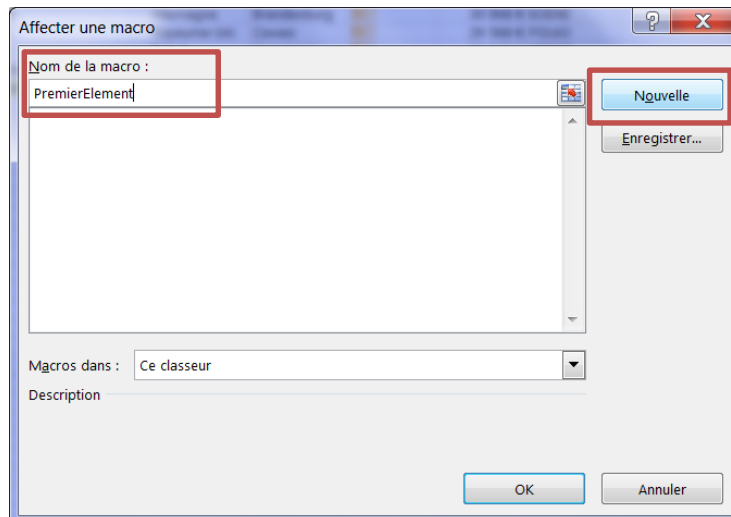 Affecter une macro
Nom de la macro :
PremierElement
Nouvelle
Enregistrer...
Macros dans :
Ce classeur
Description
OK
Annuler